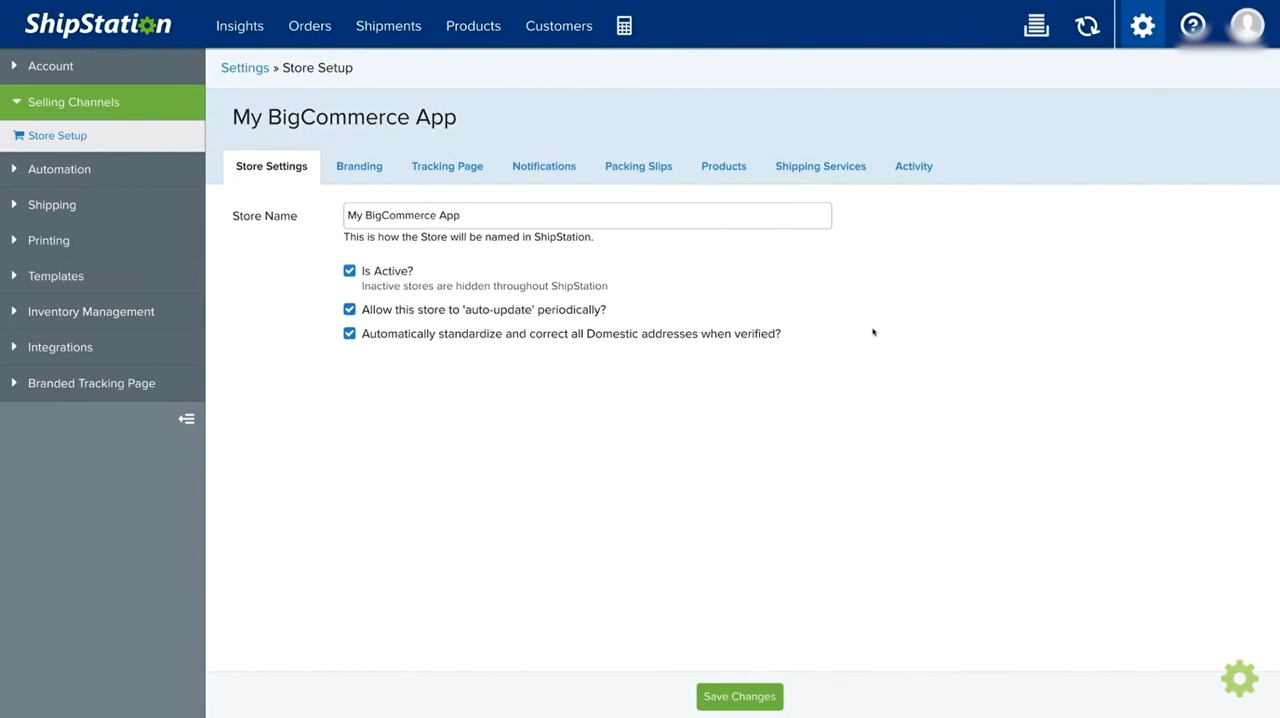 ShipStation
Insights Orders Shipments Products Customers
Account
Selling Channels
Store Setup
Automation
Shipping
Printing
Templates
Inventory Management
Integrations
Branded Tracking Page
Settings » Store Setup
My BigCommerce App
Store Settings Branding Tracking Page Notifications Packing Slips Products Shipping Services Activity
Store Name My BigCommerce App
This is how the Store will be named in ShipStation.
Is Active?
Inactive stores are hidden throughout ShipStation
Allow this store to 'auto-update' periodically?
Automatically standardize and correct all Domestic addresses when verified?
Save Changes